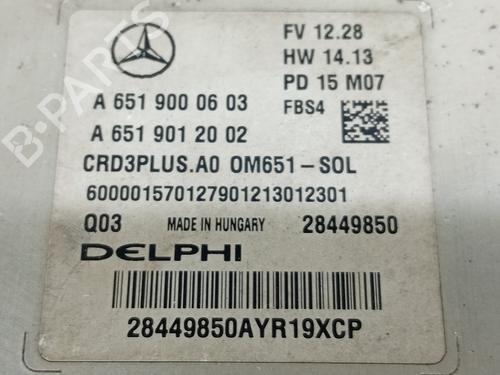 FV 12.28
HW 14.13
PD 15 M07
FBS4
A 651 900 06 03
A 651 901 20 02
CRD3PLUS.A0 OM651-SOL
600001570127901213012301
Q03 MADE IN HUNGARY 28449850
DELPHI
28449850AYR19XCP